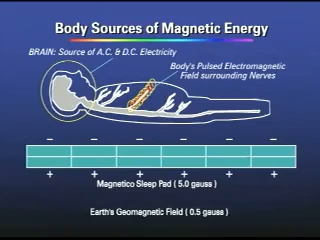 Body Sources of Magnetic Energy
BRAIN: Source of A.C. & D.C. Electricity
Body's Pulsed Electromagnetic
Field surrounding Nerves
– – – – – –
+ + + + + +
Magnetico Sleep Pad ( 5.0 gauss )
Earth's Geomagnetic Field ( 0.5 gauss )